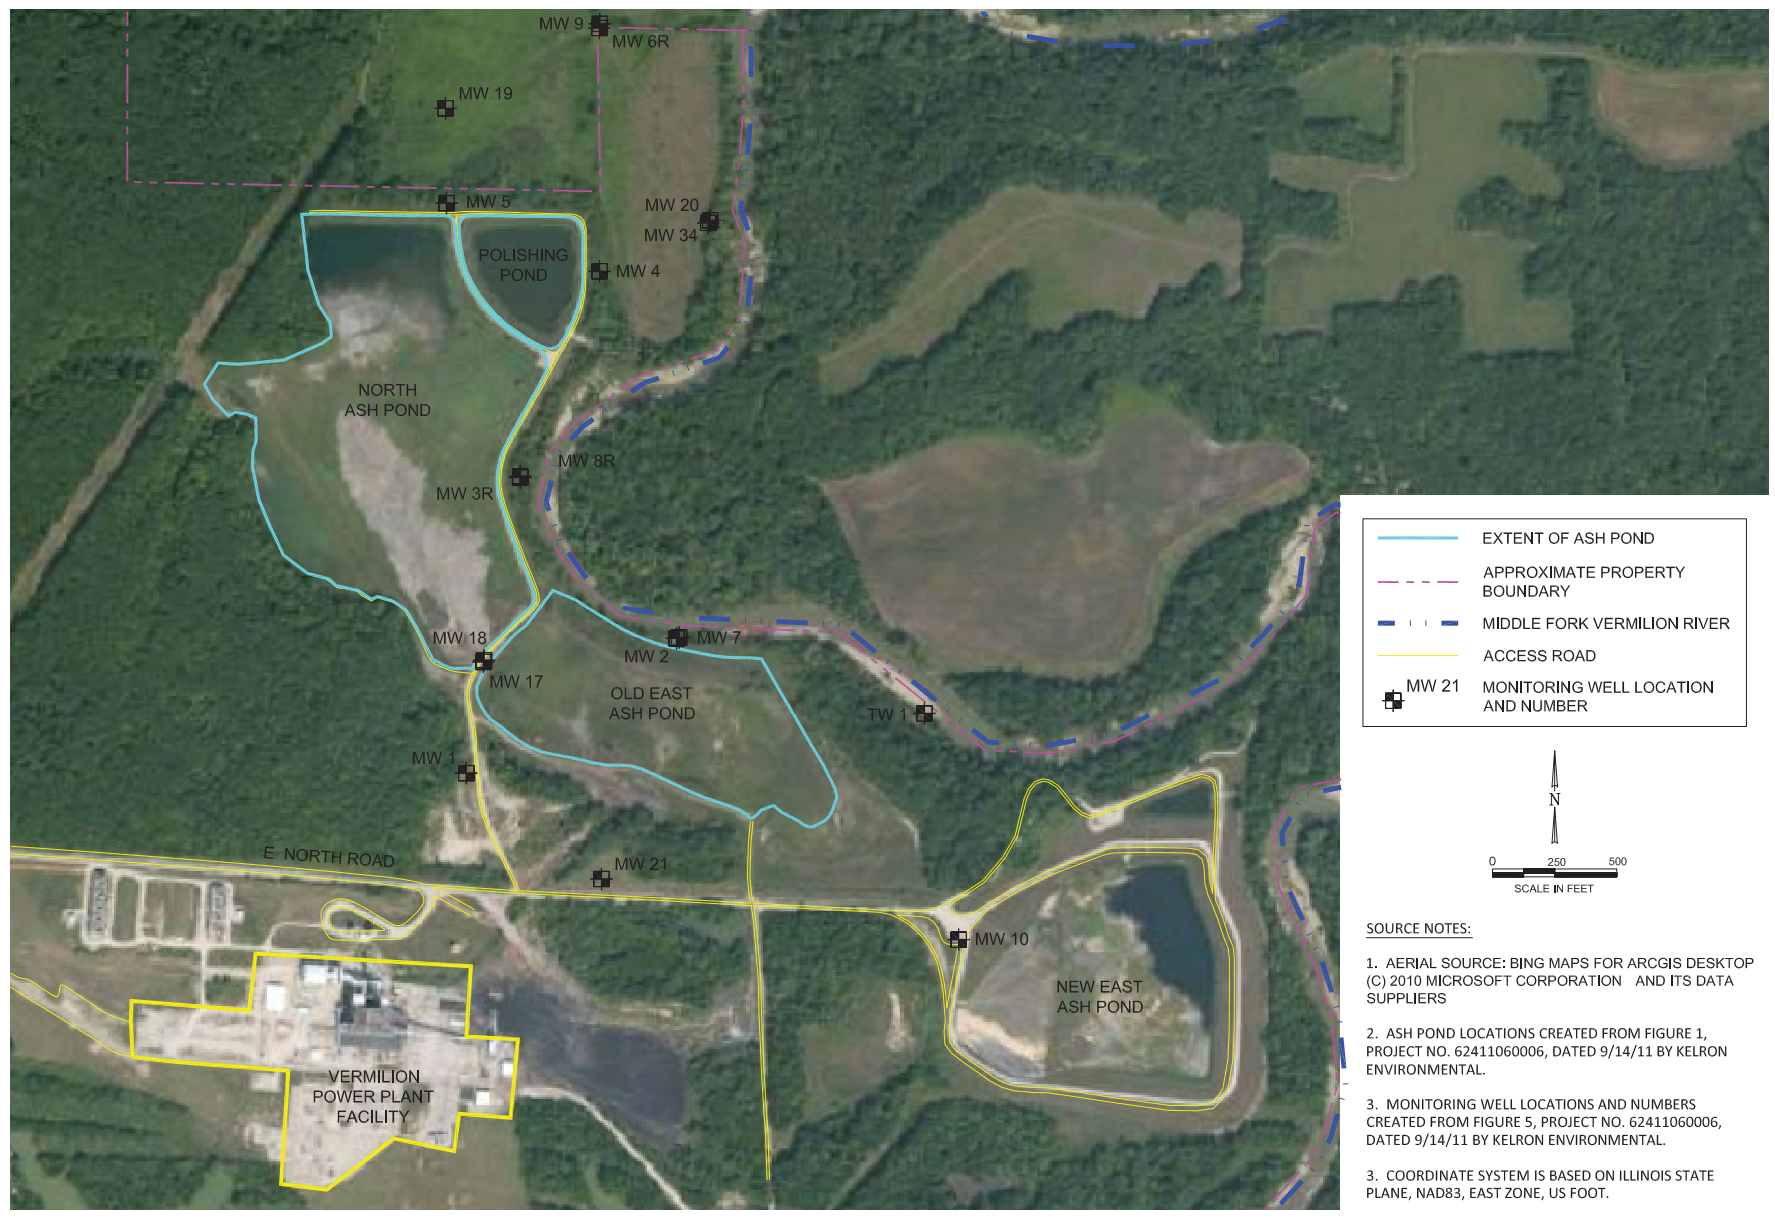 MW 9
MW 6R
MW 19
MW 5
MW 20
MW 34
POLISHING
POND
MW 4
NORTH
ASH POND
MW 8R
MW 3R
MW 18
MW 7
MW 2
MW 17
OLD EAST
ASH POND
TW 1
MW 1
E NORTH ROAD
MW 21
MW 10
NEW EAST
ASH POND
VERMILION
POWER PLANT
FACILITY
EXTENT OF ASH POND
APPROXIMATE PROPERTY
BOUNDARY
MIDDLE FORK VERMILION RIVER
ACCESS ROAD
MW 21
MONITORING WELL LOCATION
AND NUMBER
N
0 250 500
SCALE IN FEET
SOURCE NOTES:
1. AERIAL SOURCE: BING MAPS FOR ARCGIS DESKTOP
(C) 2010 MICROSOFT CORPORATION AND ITS DATA
SUPPLIERS
2. ASH POND LOCATIONS CREATED FROM FIGURE 1,
PROJECT NO. 62411060006, DATED 9/14/11 BY KELRON
ENVIRONMENTAL.
3. MONITORING WELL LOCATIONS AND NUMBERS
CREATED FROM FIGURE 5, PROJECT NO. 62411060006,
DATED 9/14/11 BY KELRON ENVIRONMENTAL.
3. COORDINATE SYSTEM IS BASED ON ILLINOIS STATE
PLANE, NAD83, EAST ZONE, US FOOT.